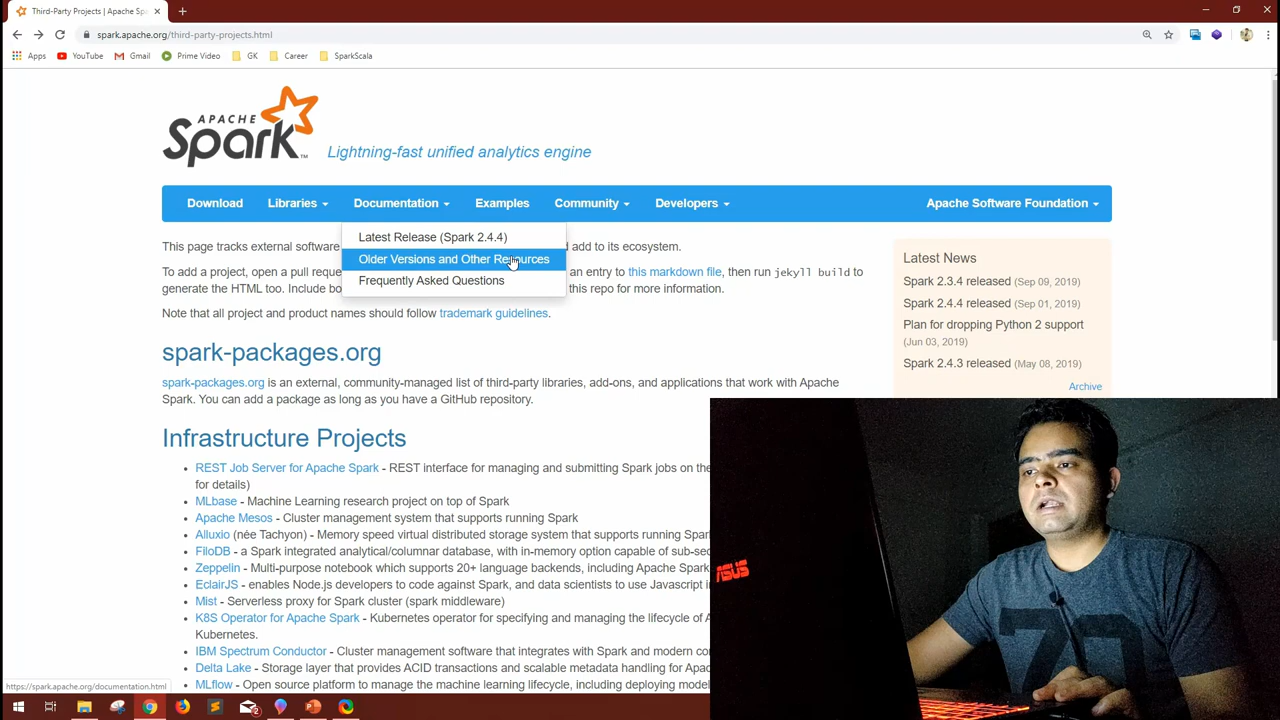 Third-Party Projects | Apache Sp
spark.apache.org/third-party-projects.html
Apps YouTube Gmail Prime Video GK Career SparkScala
APACHE
Spark™
Lightning-fast unified analytics engine
Download Libraries Documentation Examples Community Developers Apache Software Foundation
Latest Release (Spark 2.4.4)
Older Versions and Other Resources
Frequently Asked Questions
This page tracks external software d add to its ecosystem.
To add a project, open a pull reque an entry to this markdown file, then run jekyll build to
generate the HTML too. Include bo this repo for more information.
Note that all project and product names should follow trademark guidelines.
spark-packages.org
spark-packages.org is an external, community-managed list of third-party libraries, add-ons, and applications that work with Apache
Spark. You can add a package as long as you have a GitHub repository.
Infrastructure Projects
REST Job Server for Apache Spark - REST interface for managing and submitting Spark jobs on the
for details)
MLbase - Machine Learning research project on top of Spark
Apache Mesos - Cluster management system that supports running Spark
Alluxio (née Tachyon) - Memory speed virtual distributed storage system that supports running Spark
FiloDB - a Spark integrated analytical/columnar database, with in-memory option capable of sub-sec
Zeppelin - Multi-purpose notebook which supports 20+ language backends, including Apache Spark
EclairJS - enables Node.js developers to code against Spark, and data scientists to use Javascript in
Mist - Serverless proxy for Spark cluster (spark middleware)
K8S Operator for Apache Spark - Kubernetes operator for specifying and managing the lifecycle of A
Kubernetes.
IBM Spectrum Conductor - Cluster management software that integrates with Spark and modern co
Delta Lake - Storage layer that provides ACID transactions and scalable metadata handling for Apa
MLflow - Open source platform to manage the machine learning lifecycle, including deploying model
Latest News
Spark 2.3.4 released (Sep 09, 2019)
Spark 2.4.4 released (Sep 01, 2019)
Plan for dropping Python 2 support
(Jun 03, 2019)
Spark 2.4.3 released (May 08, 2019)
Archive
ASUS
70
https://spark.apache.org/documentation.html
2